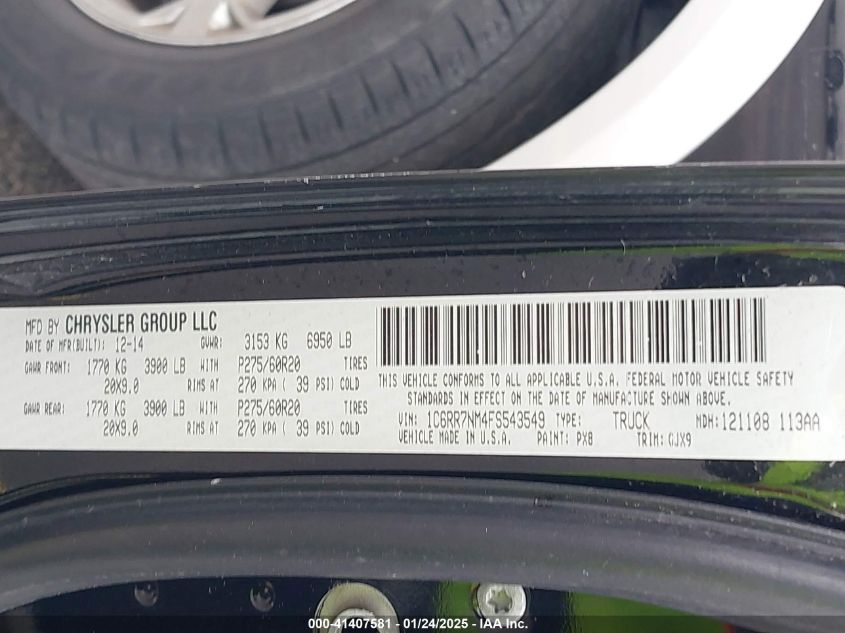 MFD BY CHRYSLER GROUP LLC
DATE OF MFR(BUILT): 12-14 GVWR: 3153 KG 6950 LB
GAWR FRONT: 1770 KG 3900 LB WITH P275/60R20 TIRES
20X9.0 RIMS AT 270 KPA ( 39 PSI) COLD
GAWR REAR: 1770 KG 3900 LB WITH P275/60R20 TIRES
20X9.0 RIMS AT 270 KPA ( 39 PSI) COLD
THIS VEHICLE CONFORMS TO ALL APPLICABLE U.S.A. FEDERAL MOTOR VEHICLE SAFETY
STANDARDS IN EFFECT ON THE DATE OF MANUFACTURE SHOWN ABOVE.
VIN: 1C6RR7NM4FS543549 TYPE: TRUCK MDH:121108 113AA
VEHICLE MADE IN U.S.A. PAINT: PX8 TRIM: GJX9
000-41407581 - 01/24/2025 - IAA Inc.